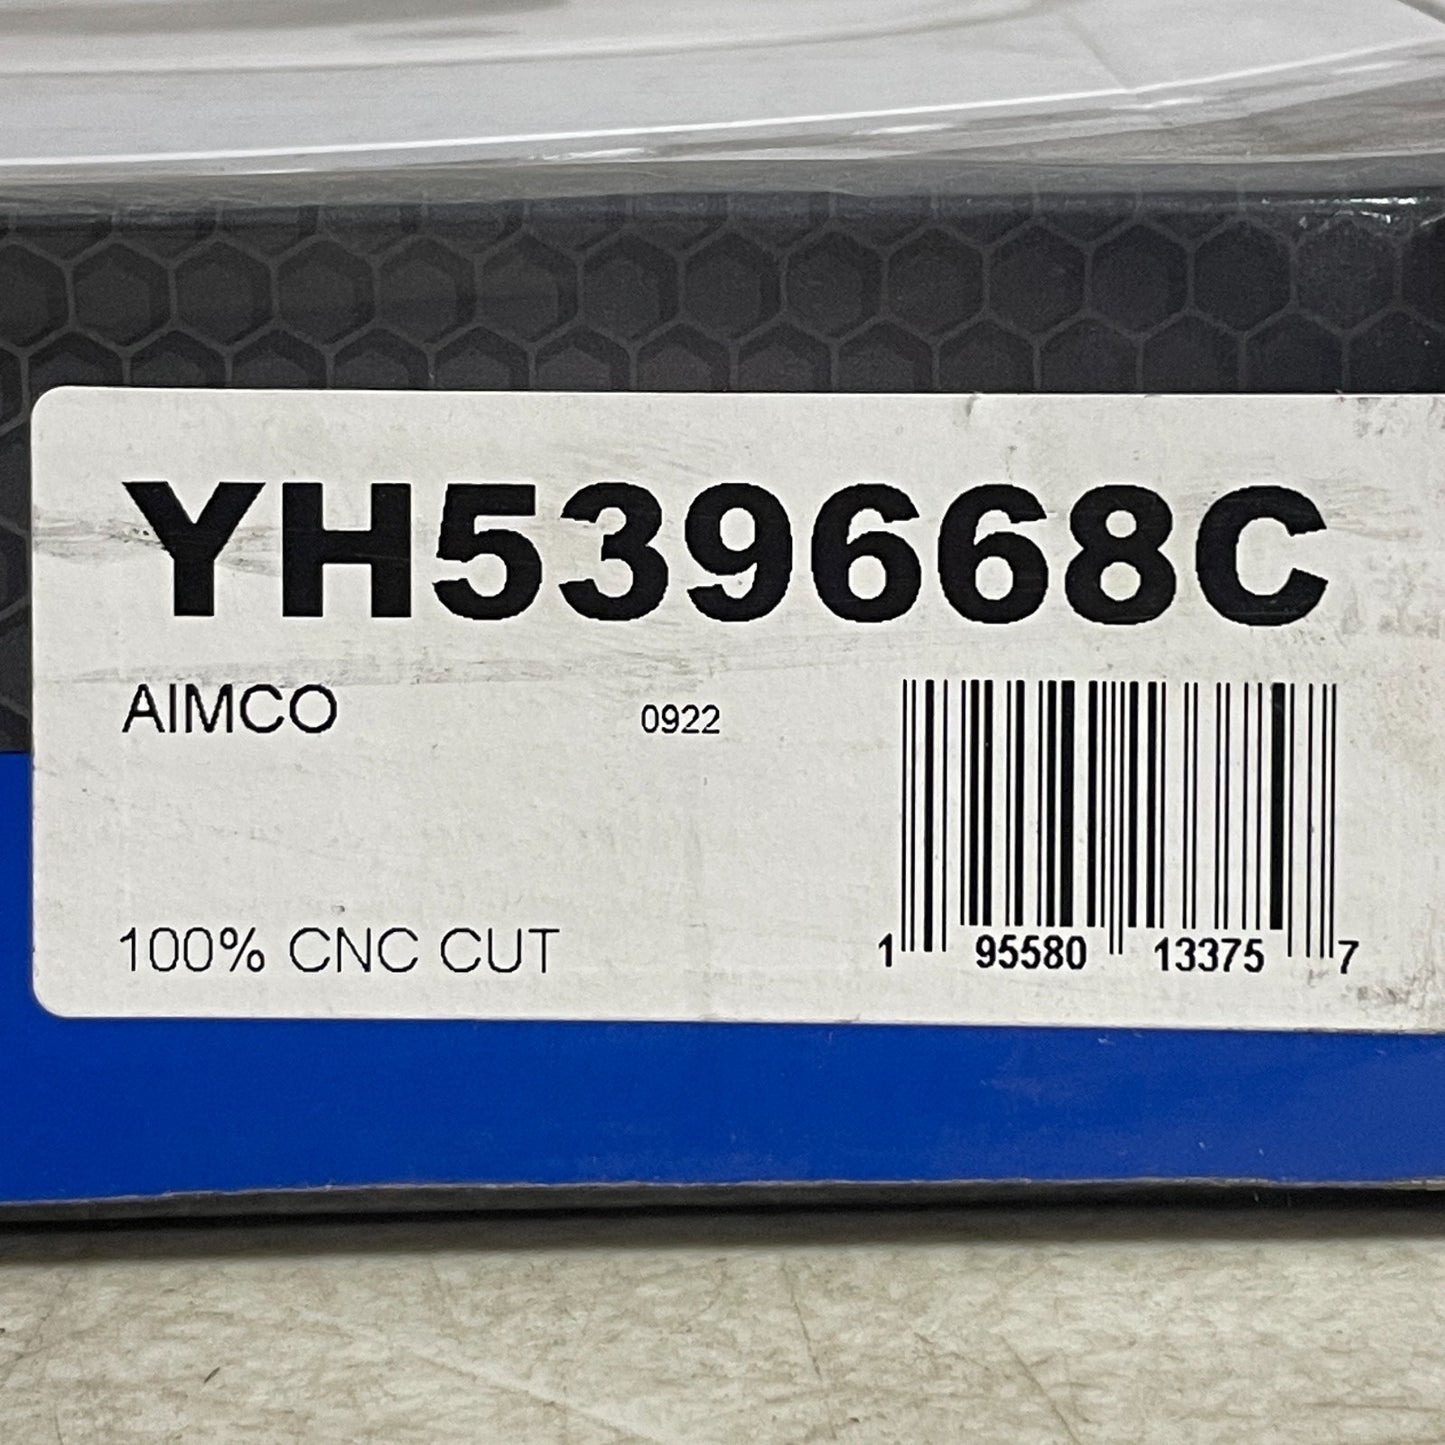 YH539668C
AIMCO 0922
100% CNC CUT
1 95580 13375 7